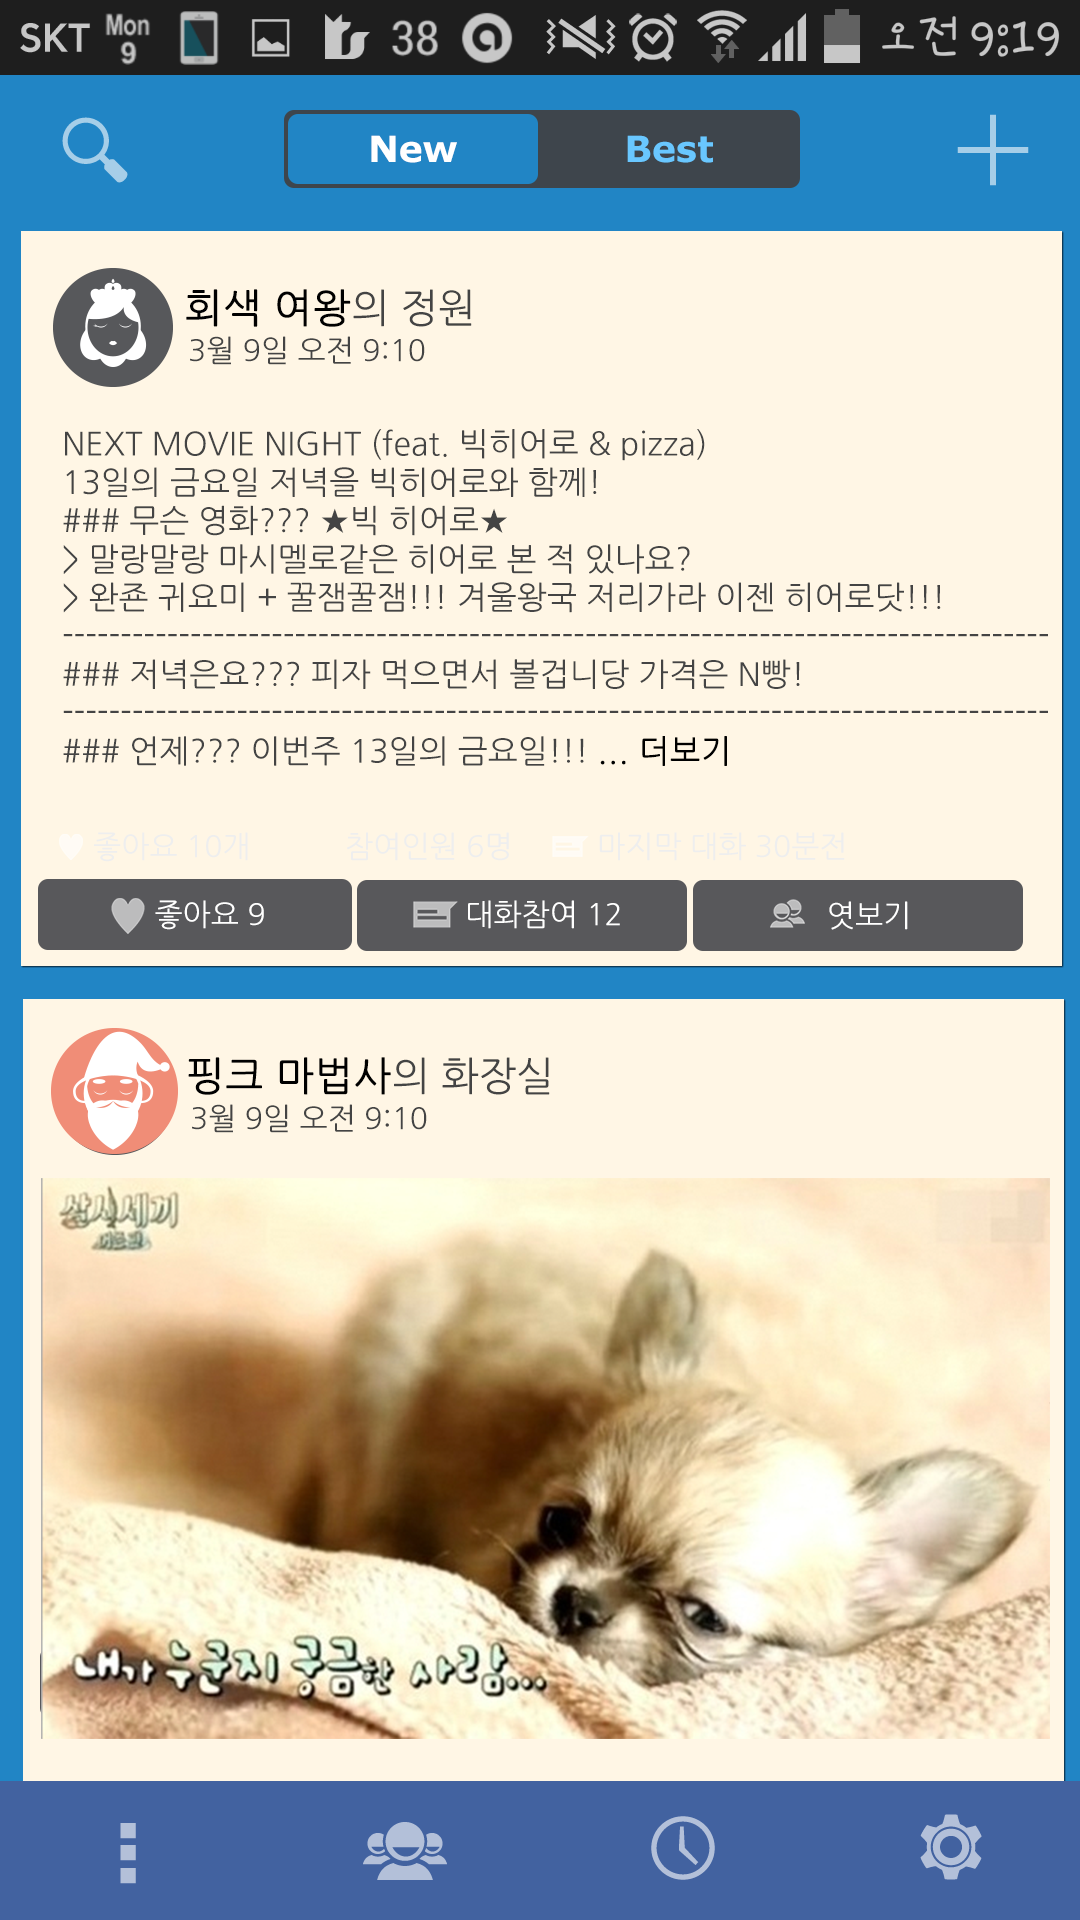 SKT Mon 9 38 오전 9:19
New Best
회색 여왕의 정원
3월 9일 오전 9:10
NEXT MOVIE NIGHT (feat. 빅히어로 & pizza)
13일의 금요일 저녁을 빅히어로와 함께!
### 무슨 영화??? ★빅 히어로★
> 말랑말랑 마시멜로같은 히어로 본 적 있나요?
> 완죤 귀요미 + 꿀잼꿀잼!!! 겨울왕국 저리가라 이젠 히어로닷!!!
--------------------------------------------------------------------------------
### 저녁은요??? 피자 먹으면서 볼겁니당 가격은 N빵!
--------------------------------------------------------------------------------
### 언제??? 이번주 13일의 금요일!!! ... 더보기
좋아요 10개 참여인원 6명 마지막 대화 30분전
좋아요 9 대화참여 12 엿보기
핑크 마법사의 화장실
3월 9일 오전 9:10
삼시세끼
내가 누군지 궁금한 사람...